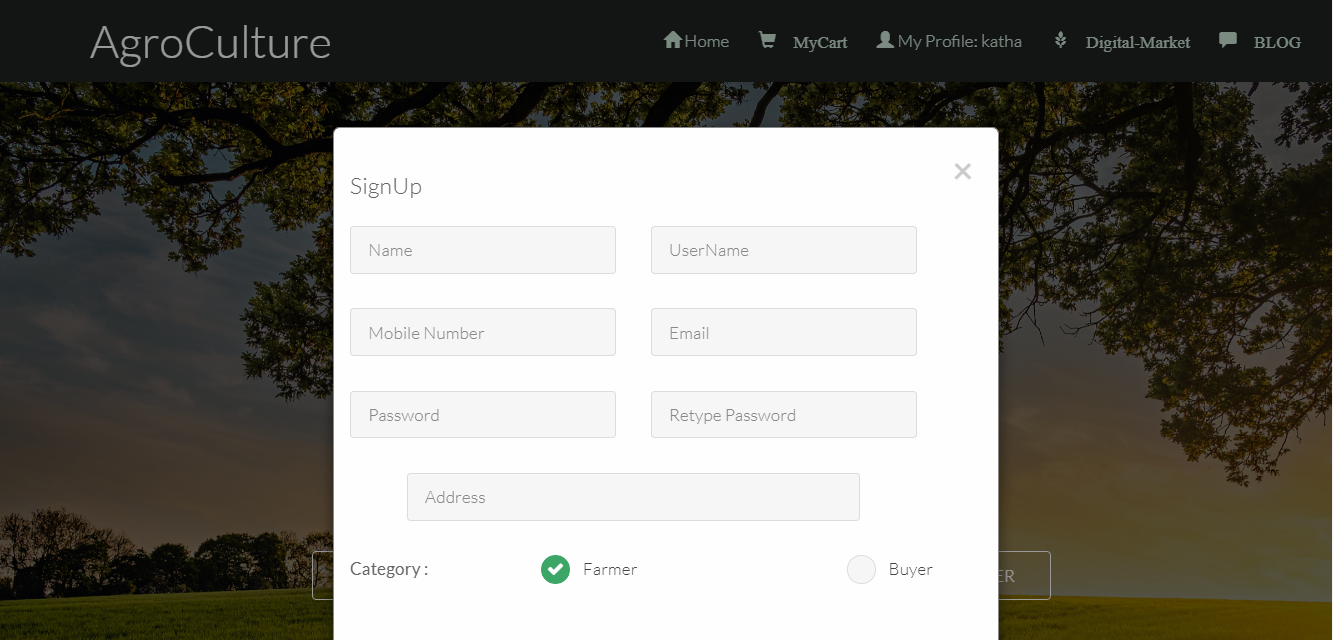 AgroCulture
Home MyCart My Profile: katha Digital-Market BLOG
SignUp
Name UserName
Mobile Number Email
Password Retype Password
Address
Category : Farmer Buyer